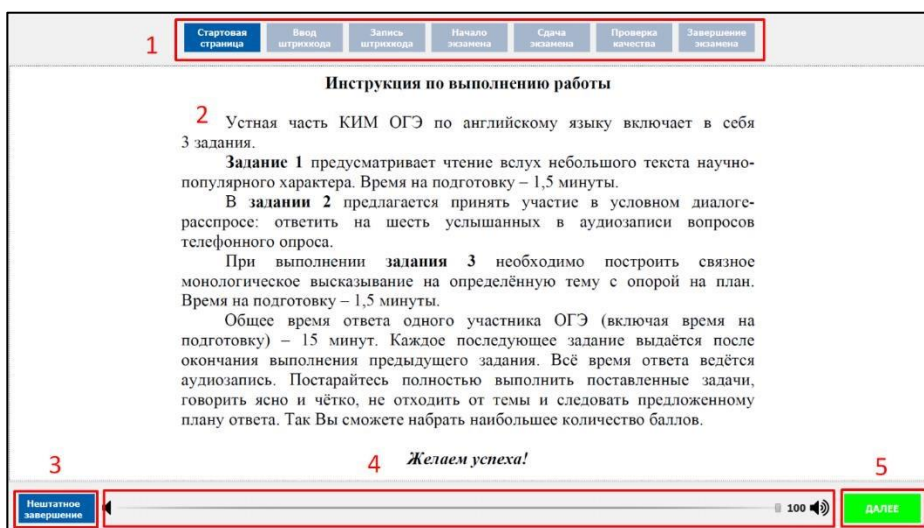 1
Стартовая страница
Ввод штрихкода
Запись штрихкода
Начало экзамена
Сдача экзамена
Проверка качества
Завершение экзамена
Инструкция по выполнению работы
2
Устная часть КИМ ОГЭ по английскому языку включает в себя
3 задания.
Задание 1 предусматривает чтение вслух небольшого текста научно-
популярного характера. Время на подготовку – 1,5 минуты.
В задании 2 предлагается принять участие в условном диалоге-
расспросе: ответить на шесть услышанных в аудиозаписи вопросов
телефонного опроса.
При выполнении задания 3 необходимо построить связное
монологическое высказывание на определённую тему с опорой на план.
Время на подготовку – 1,5 минуты.
Общее время ответа одного участника ОГЭ (включая время на
подготовку) – 15 минут. Каждое последующее задание выдаётся после
окончания выполнения предыдущего задания. Всё время ответа ведётся
аудиозапись. Постарайтесь полностью выполнить поставленные задачи,
говорить ясно и чётко, не отходить от темы и следовать предложенному
плану ответа. Так Вы сможете набрать наибольшее количество баллов.
Желаем успеха!
3
4
5
Нештатное
завершение
100
ДАЛЕЕ